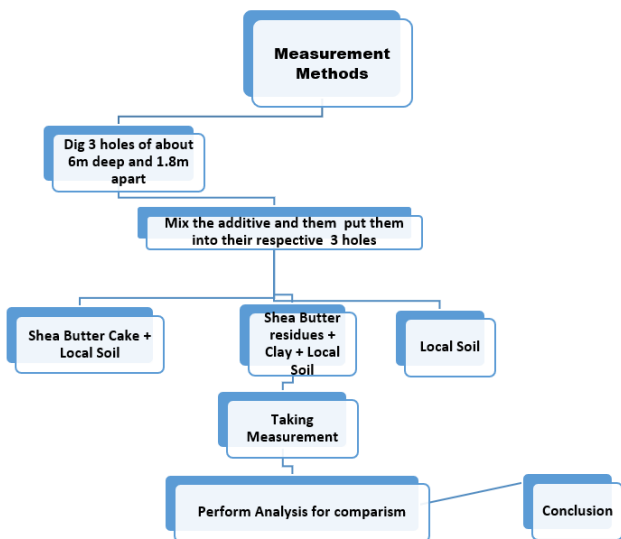 Measurement
Methods
Dig 3 holes of about
6m deep and 1.8m
apart
Mix the additive and them put them
into their respective 3 holes
Shea Butter Cake +
Local Soil
Shea Butter
residues +
Clay + Local
Soil
Local Soil
Taking
Measurement
Perform Analysis for comparism
Conclusion